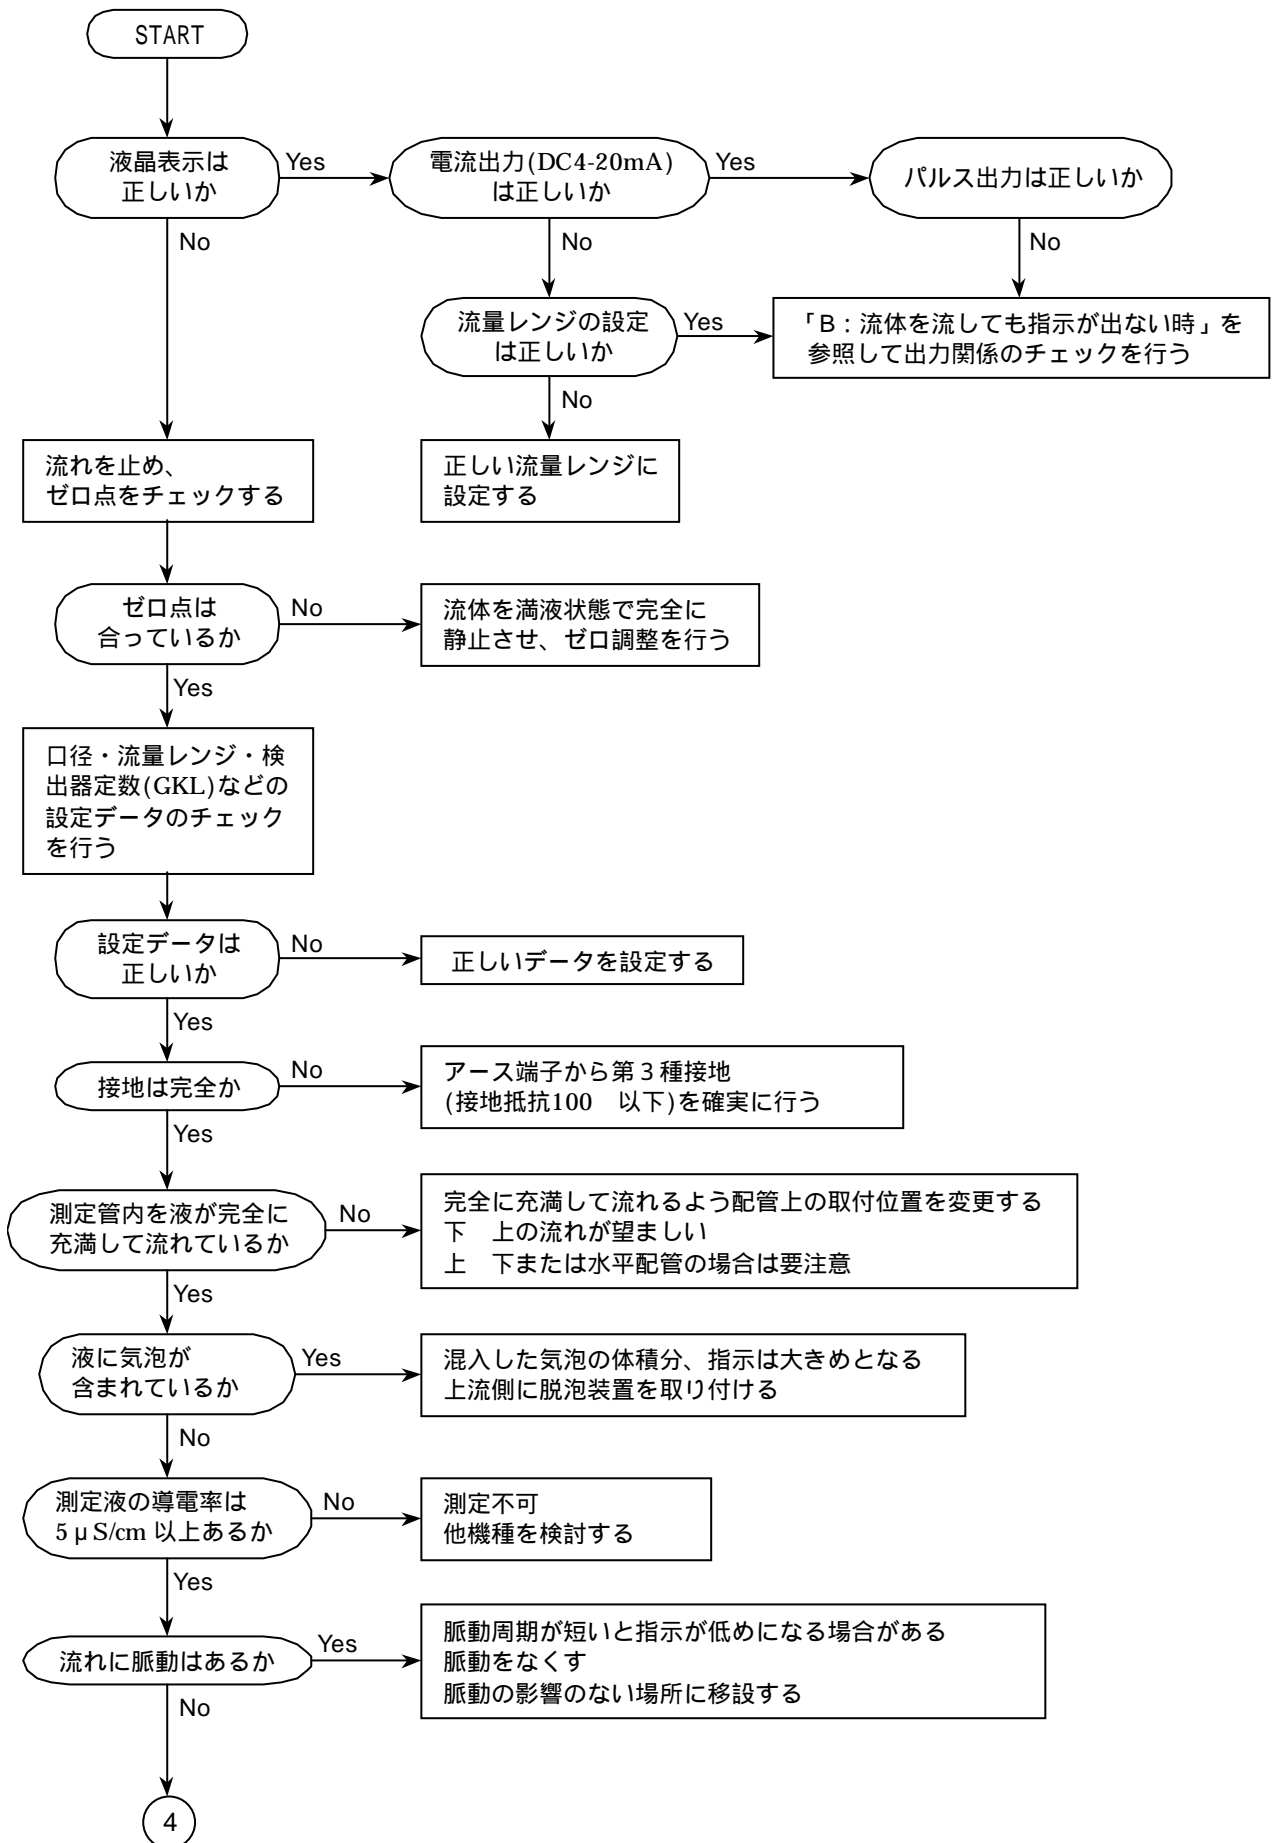 START
液晶表示は
正しいか
Yes
電流出力(DC4-20mA)
は正しいか
Yes
パルス出力は正しいか
No
No
No
流量レンジの設定
は正しいか
Yes
「B：流体を流しても指示が出ない時」を
参照して出力関係のチェックを行う
No
流れを止め、
ゼロ点をチェックする
正しい流量レンジに
設定する
ゼロ点は
合っているか
No
流体を満液状態で完全に
静止させ、ゼロ調整を行う
Yes
口径・流量レンジ・検
出器定数(GKL)などの
設定データのチェック
を行う
設定データは
正しいか
No
正しいデータを設定する
Yes
接地は完全か
No
アース端子から第３種接地
(接地抵抗100　以下)を確実に行う
Yes
測定管内を液が完全に
充満して流れているか
No
完全に充満して流れるよう配管上の取付位置を変更する
下　上の流れが望ましい
上　下または水平配管の場合は要注意
Yes
液に気泡が
含まれているか
Yes
混入した気泡の体積分、指示は大きめとなる
上流側に脱泡装置を取り付ける
No
測定液の導電率は
5μS/cm 以上あるか
No
測定不可
他機種を検討する
Yes
流れに脈動はあるか
Yes
脈動周期が短いと指示が低めになる場合がある
脈動をなくす
脈動の影響のない場所に移設する
No
4